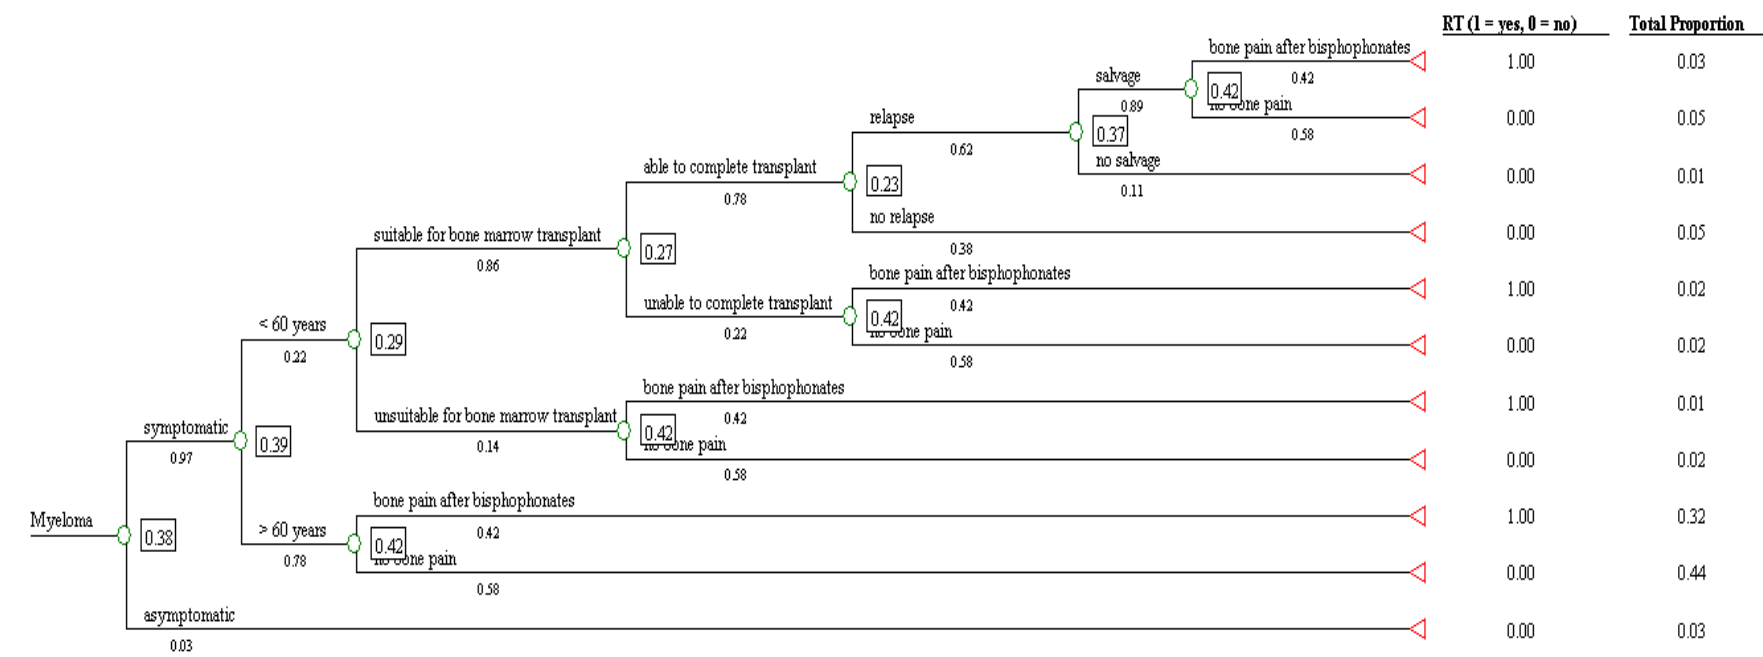 RT (1 = yes, 0 = no) Total Proportion
bone pain after bisphophonates
0.42
1.00 0.03
salvage
0.89
0.42
no bone pain
0.58
0.00 0.05
relapse
0.62
0.37
no salvage
0.11
0.00 0.01
able to complete transplant
0.78
0.23
no relapse
0.38
0.00 0.05
suitable for bone marrow transplant
0.86
0.27
bone pain after bisphophonates
0.42
1.00 0.02
unable to complete transplant
0.22
0.42
no bone pain
0.58
0.00 0.02
< 60 years
0.22
0.29
bone pain after bisphophonates
0.42
1.00 0.01
unsuitable for bone marrow transplant
0.14
0.42
no bone pain
0.58
0.00 0.02
symptomatic
0.97
0.39
bone pain after bisphophonates
0.42
1.00 0.32
> 60 years
0.78
0.42
no bone pain
0.58
0.00 0.44
Myeloma
0.38
asymptomatic
0.03
0.00 0.03